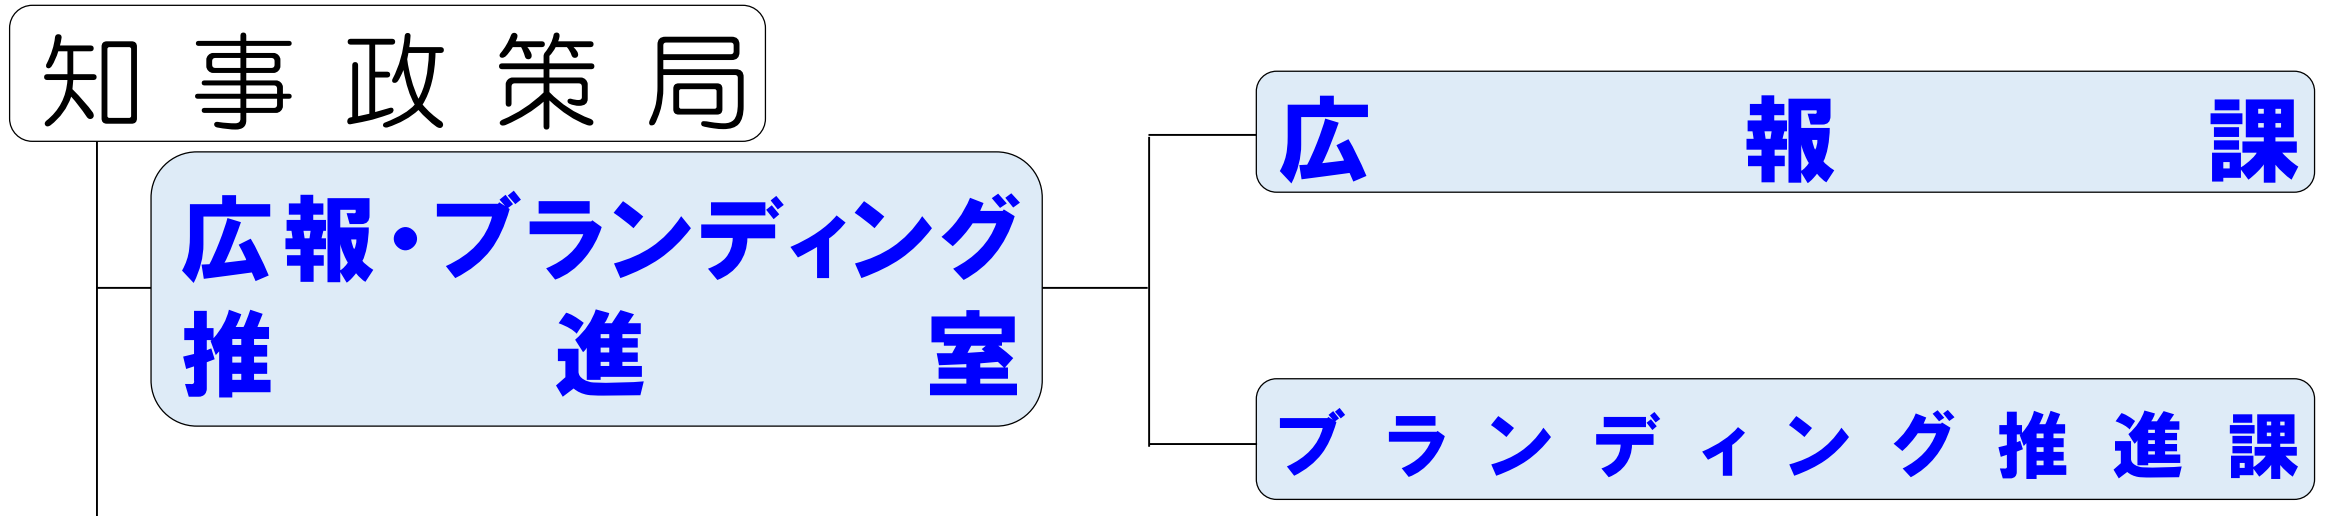 知事政策局
広報・ブランディング
推進室
広報課
ブランディング推進課